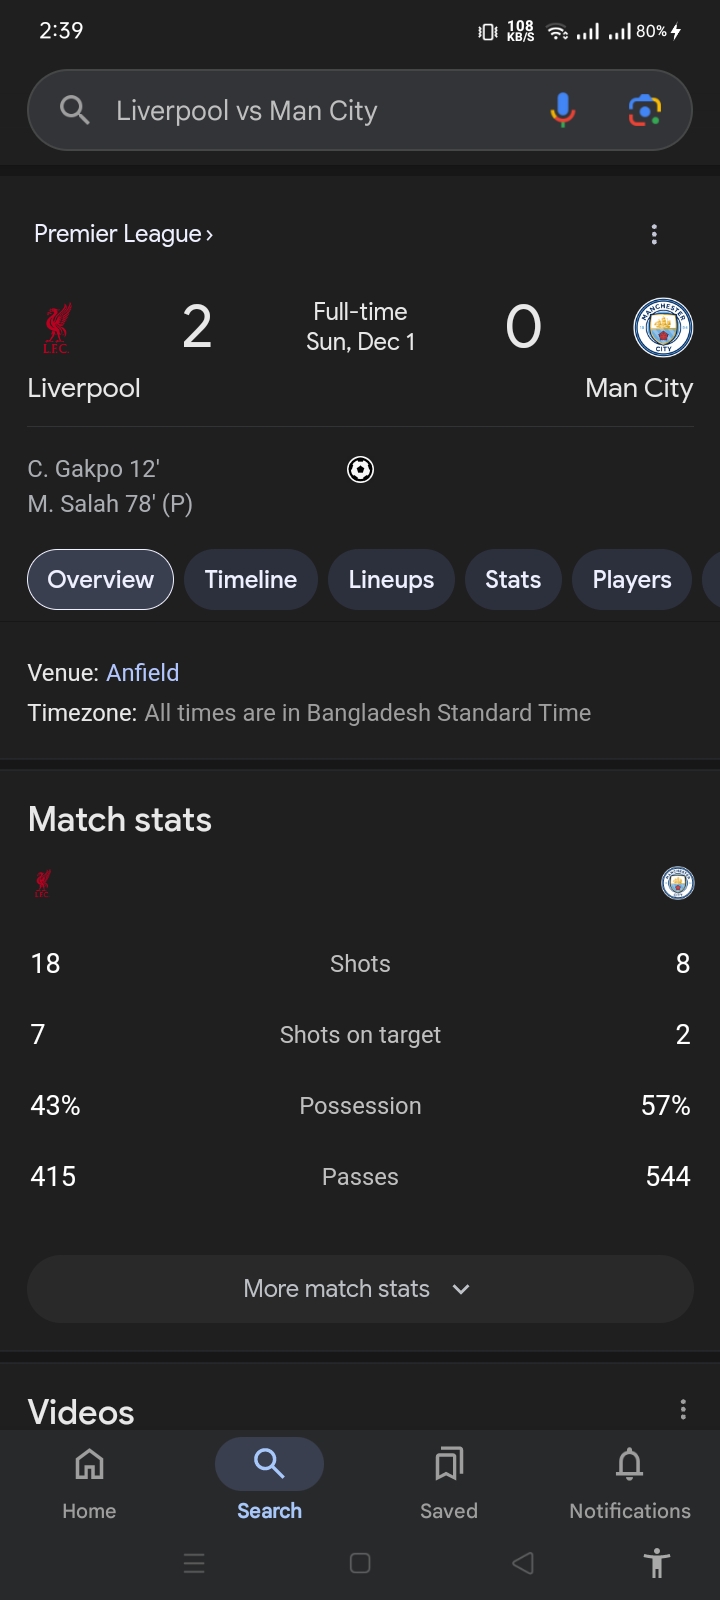 2:39
108 KB/S
80%
Liverpool vs Man City
Premier League ›
2 Full-time 0
Sun, Dec 1
L.F.C.
MANCHESTER CITY
Liverpool Man City
C. Gakpo 12'
M. Salah 78' (P)
Overview Timeline Lineups Stats Players
Venue: Anfield
Timezone: All times are in Bangladesh Standard Time
Match stats
18 Shots 8
7 Shots on target 2
43% Possession 57%
415 Passes 544
More match stats
Videos
Home Search Saved Notifications